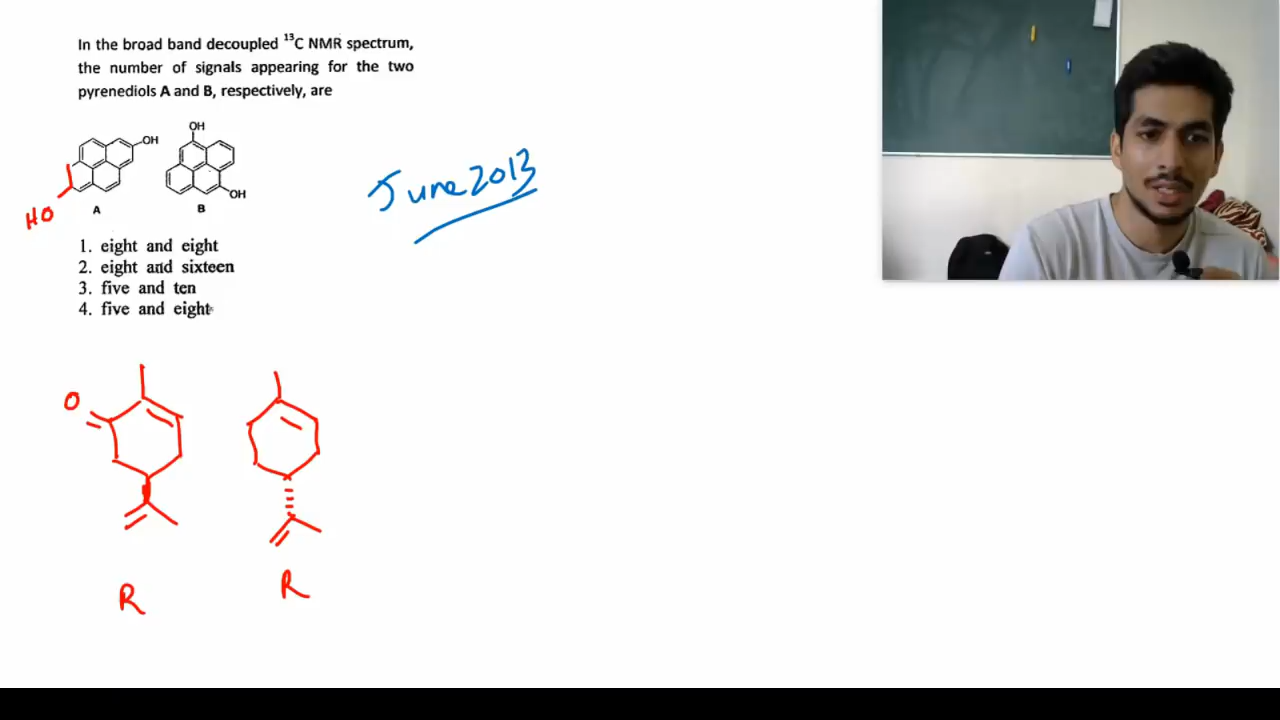 In the broad band decoupled ¹³C NMR spectrum,
the number of signals appearing for the two
pyrenediols A and B, respectively, are
OH
OH
HO
OH
A
B
June 2013
1. eight and eight
2. eight and sixteen
3. five and ten
4. five and eight
O
R
R